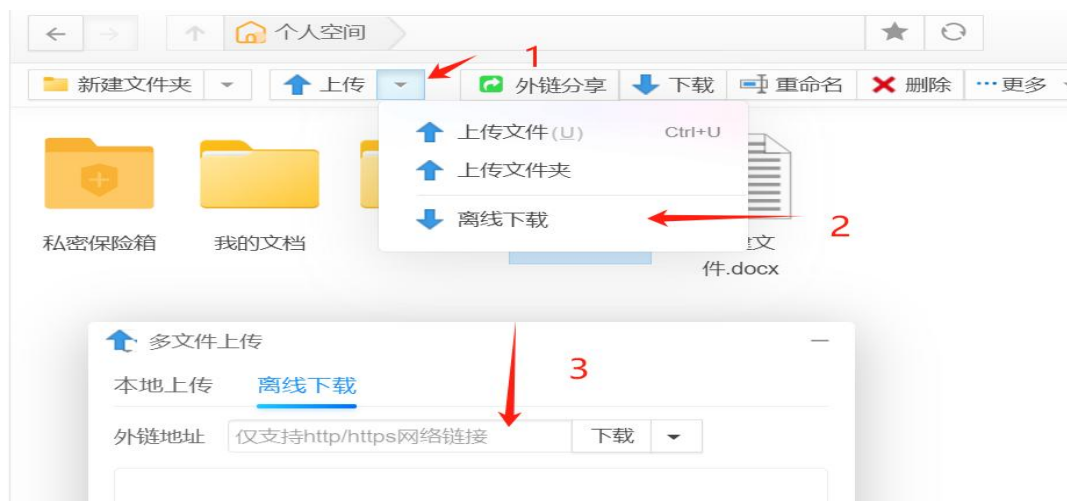 个人空间
1
新建文件夹 上传 外链分享 下载 重命名 删除 更多
上传文件(U) Ctrl+U
上传文件夹
离线下载
2
私密保险箱 我的文档
文
件.docx
多文件上传
3
本地上传 离线下载
外链地址 仅支持http/https网络链接 下载